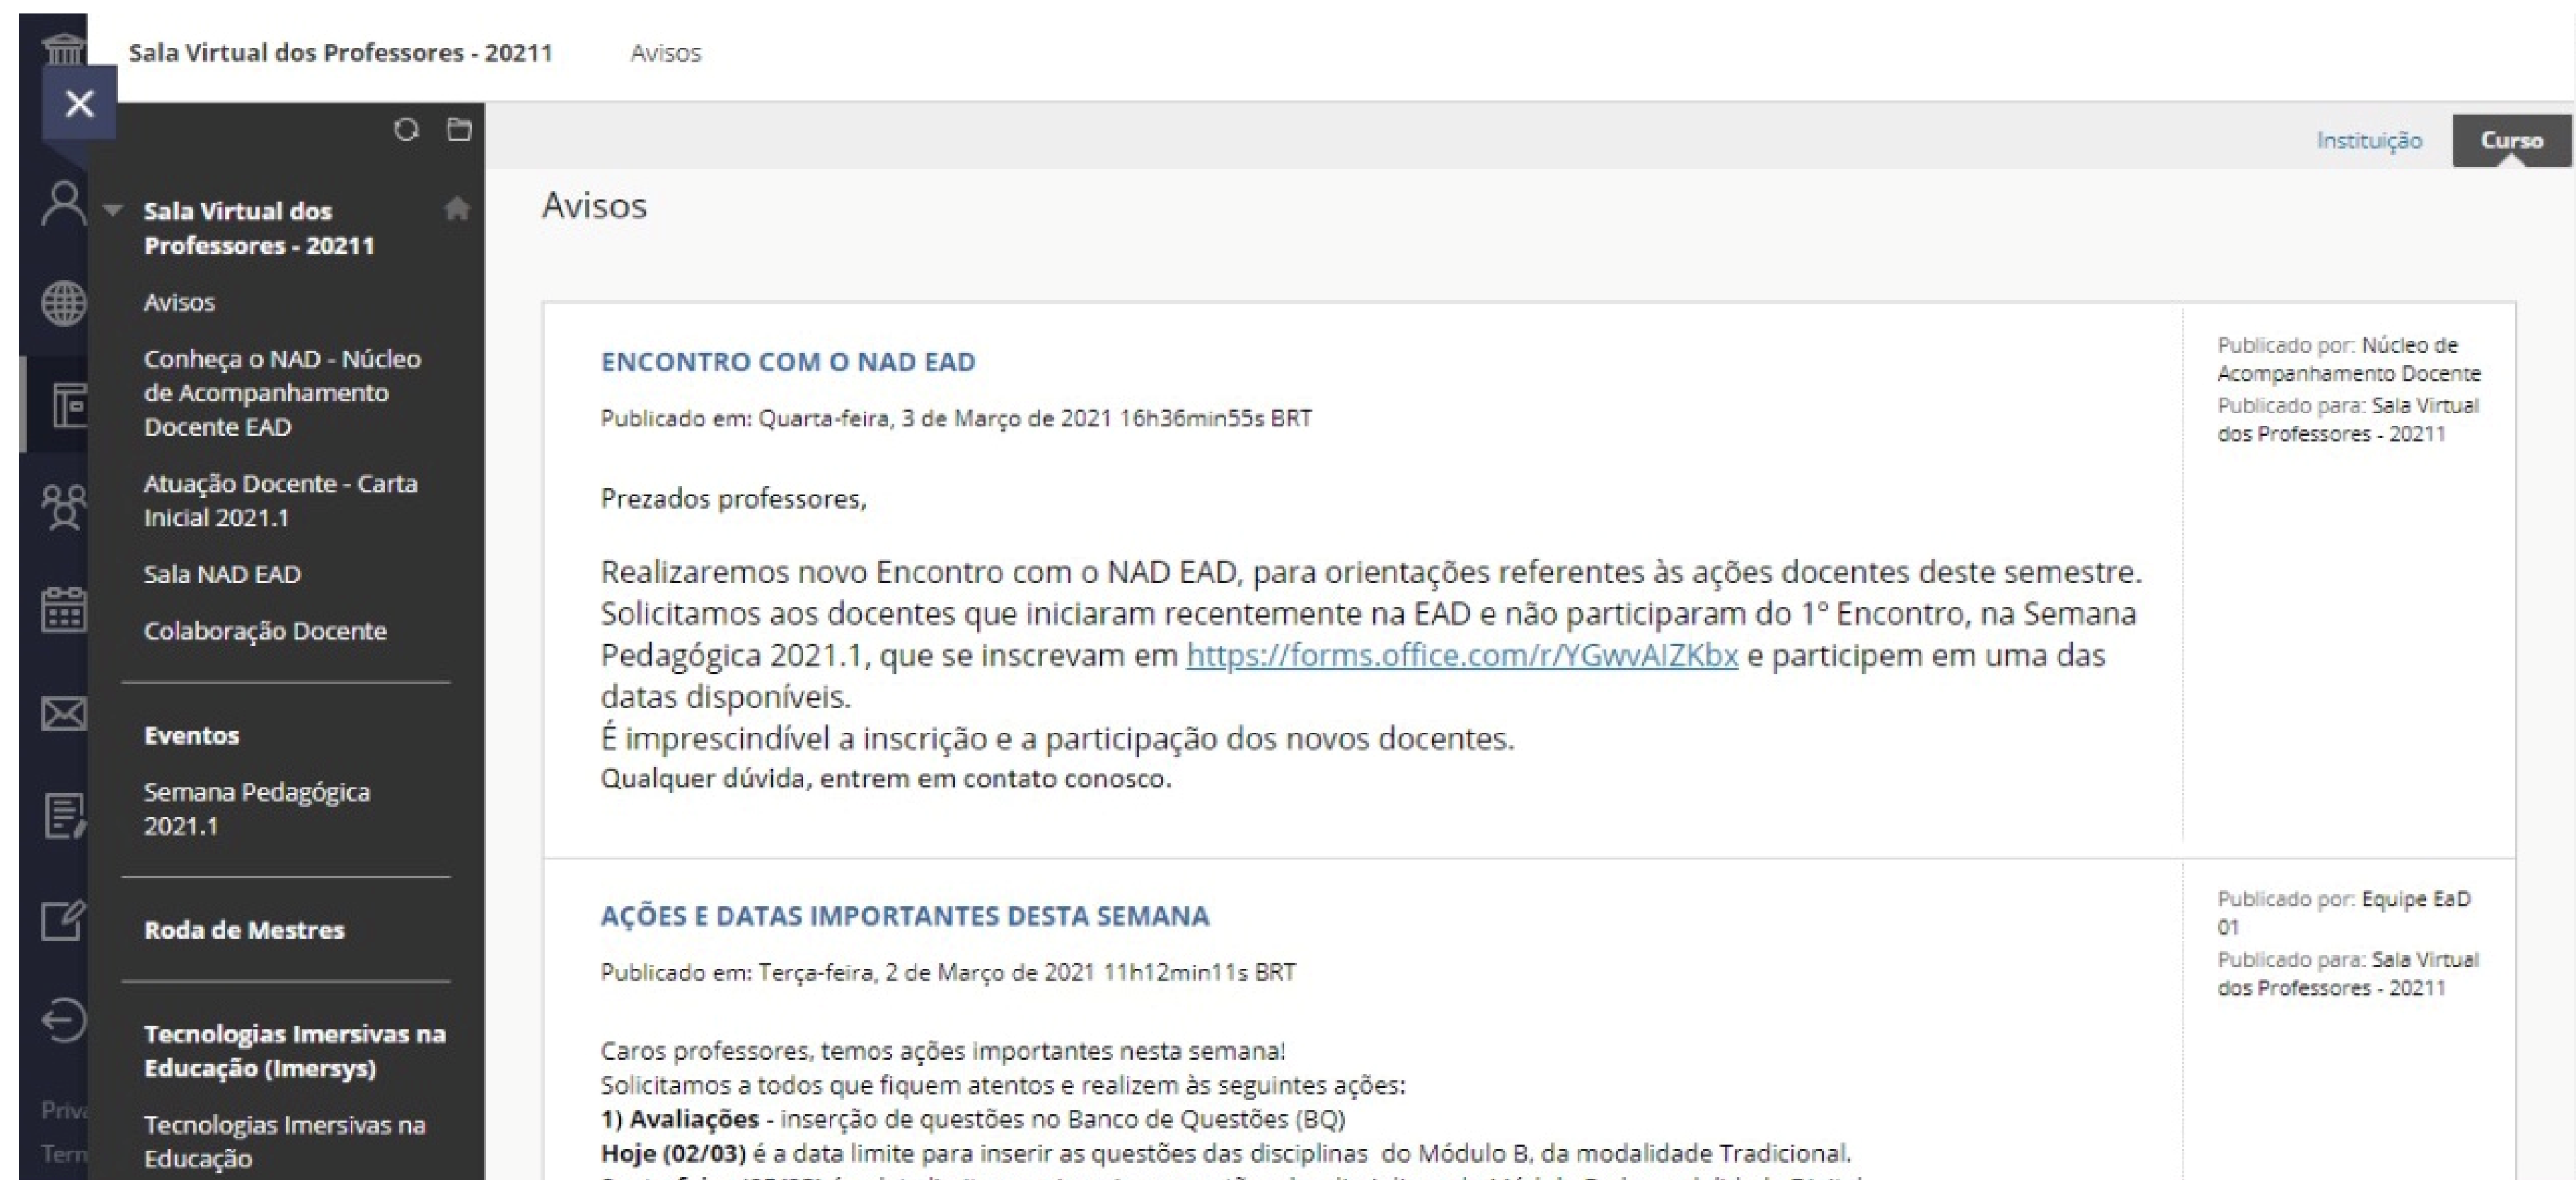 Sala Virtual dos Professores - 20211 Avisos
Instituição Curso
Sala Virtual dos
Professores - 20211
Avisos
Conheça o NAD - Núcleo
de Acompanhamento
Docente EAD
Atuação Docente - Carta
Inicial 2021.1
Sala NAD EAD
Colaboração Docente
Eventos
Semana Pedagógica
2021.1
Roda de Mestres
Tecnologias Imersivas na
Educação (Imersys)
Tecnologias Imersivas na
Educação
Priva
Term
Avisos
ENCONTRO COM O NAD EAD
Publicado em: Quarta-feira, 3 de Março de 2021 16h36min55s BRT
Prezados professores,
Realizaremos novo Encontro com o NAD EAD, para orientações referentes às ações docentes deste semestre.
Solicitamos aos docentes que iniciaram recentemente na EAD e não participaram do 1º Encontro, na Semana
Pedagógica 2021.1, que se inscrevam em https://forms.office.com/r/YGwvAIZKbx e participem em uma das
datas disponíveis.
É imprescindível a inscrição e a participação dos novos docentes.
Qualquer dúvida, entrem em contato conosco.
Publicado por: Núcleo de
Acompanhamento Docente
Publicado para: Sala Virtual
dos Professores - 20211
AÇÕES E DATAS IMPORTANTES DESTA SEMANA
Publicado em: Terça-feira, 2 de Março de 2021 11h12min11s BRT
Caros professores, temos ações importantes nesta semana!
Solicitamos a todos que fiquem atentos e realizem às seguintes ações:
1) Avaliações - inserção de questões no Banco de Questões (BQ)
Hoje (02/03) é a data limite para inserir as questões das disciplinas do Módulo B, da modalidade Tradicional.
Publicado por: Equipe EaD
01
Publicado para: Sala Virtual
dos Professores - 20211